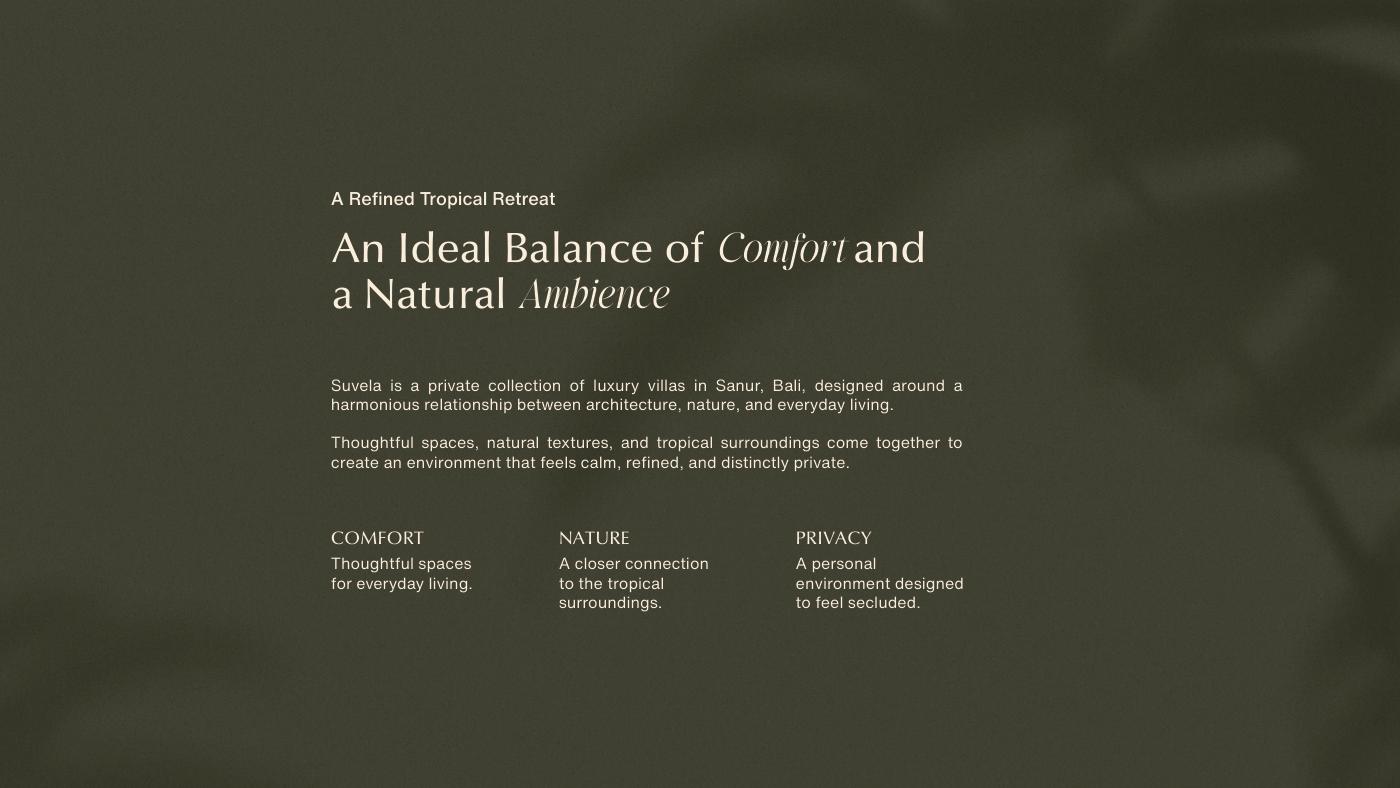 A Refined Tropical Retreat
An Ideal Balance of Comfort and
a Natural Ambience
Suvela is a private collection of luxury villas in Sanur, Bali, designed around a
harmonious relationship between architecture, nature, and everyday living.
Thoughtful spaces, natural textures, and tropical surroundings come together to
create an environment that feels calm, refined, and distinctly private.
COMFORT
Thoughtful spaces
for everyday living.
NATURE
A closer connection
to the tropical
surroundings.
PRIVACY
A personal
environment designed
to feel secluded.